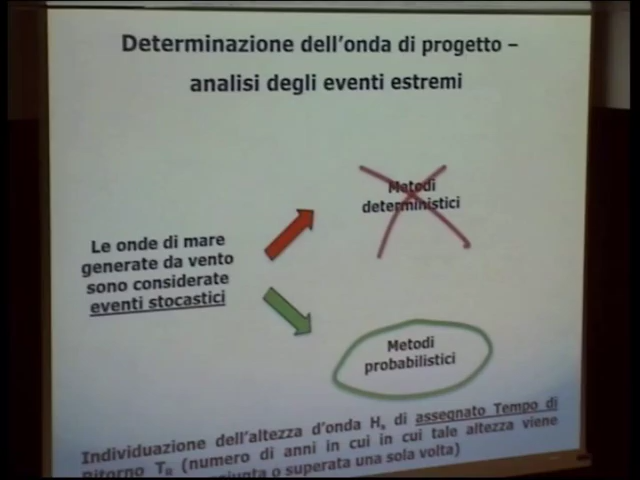 Determinazione dell'onda di progetto –
analisi degli eventi estremi
Metodi
deterministici
Le onde di mare
generate da vento
sono considerate
eventi stocastici
Metodi
probabilistici
Individuazione dell'altezza d'onda Hs di assegnato Tempo di
Ritorno TR (numero di anni in cui in cui tale altezza viene
o superata una sola volta)